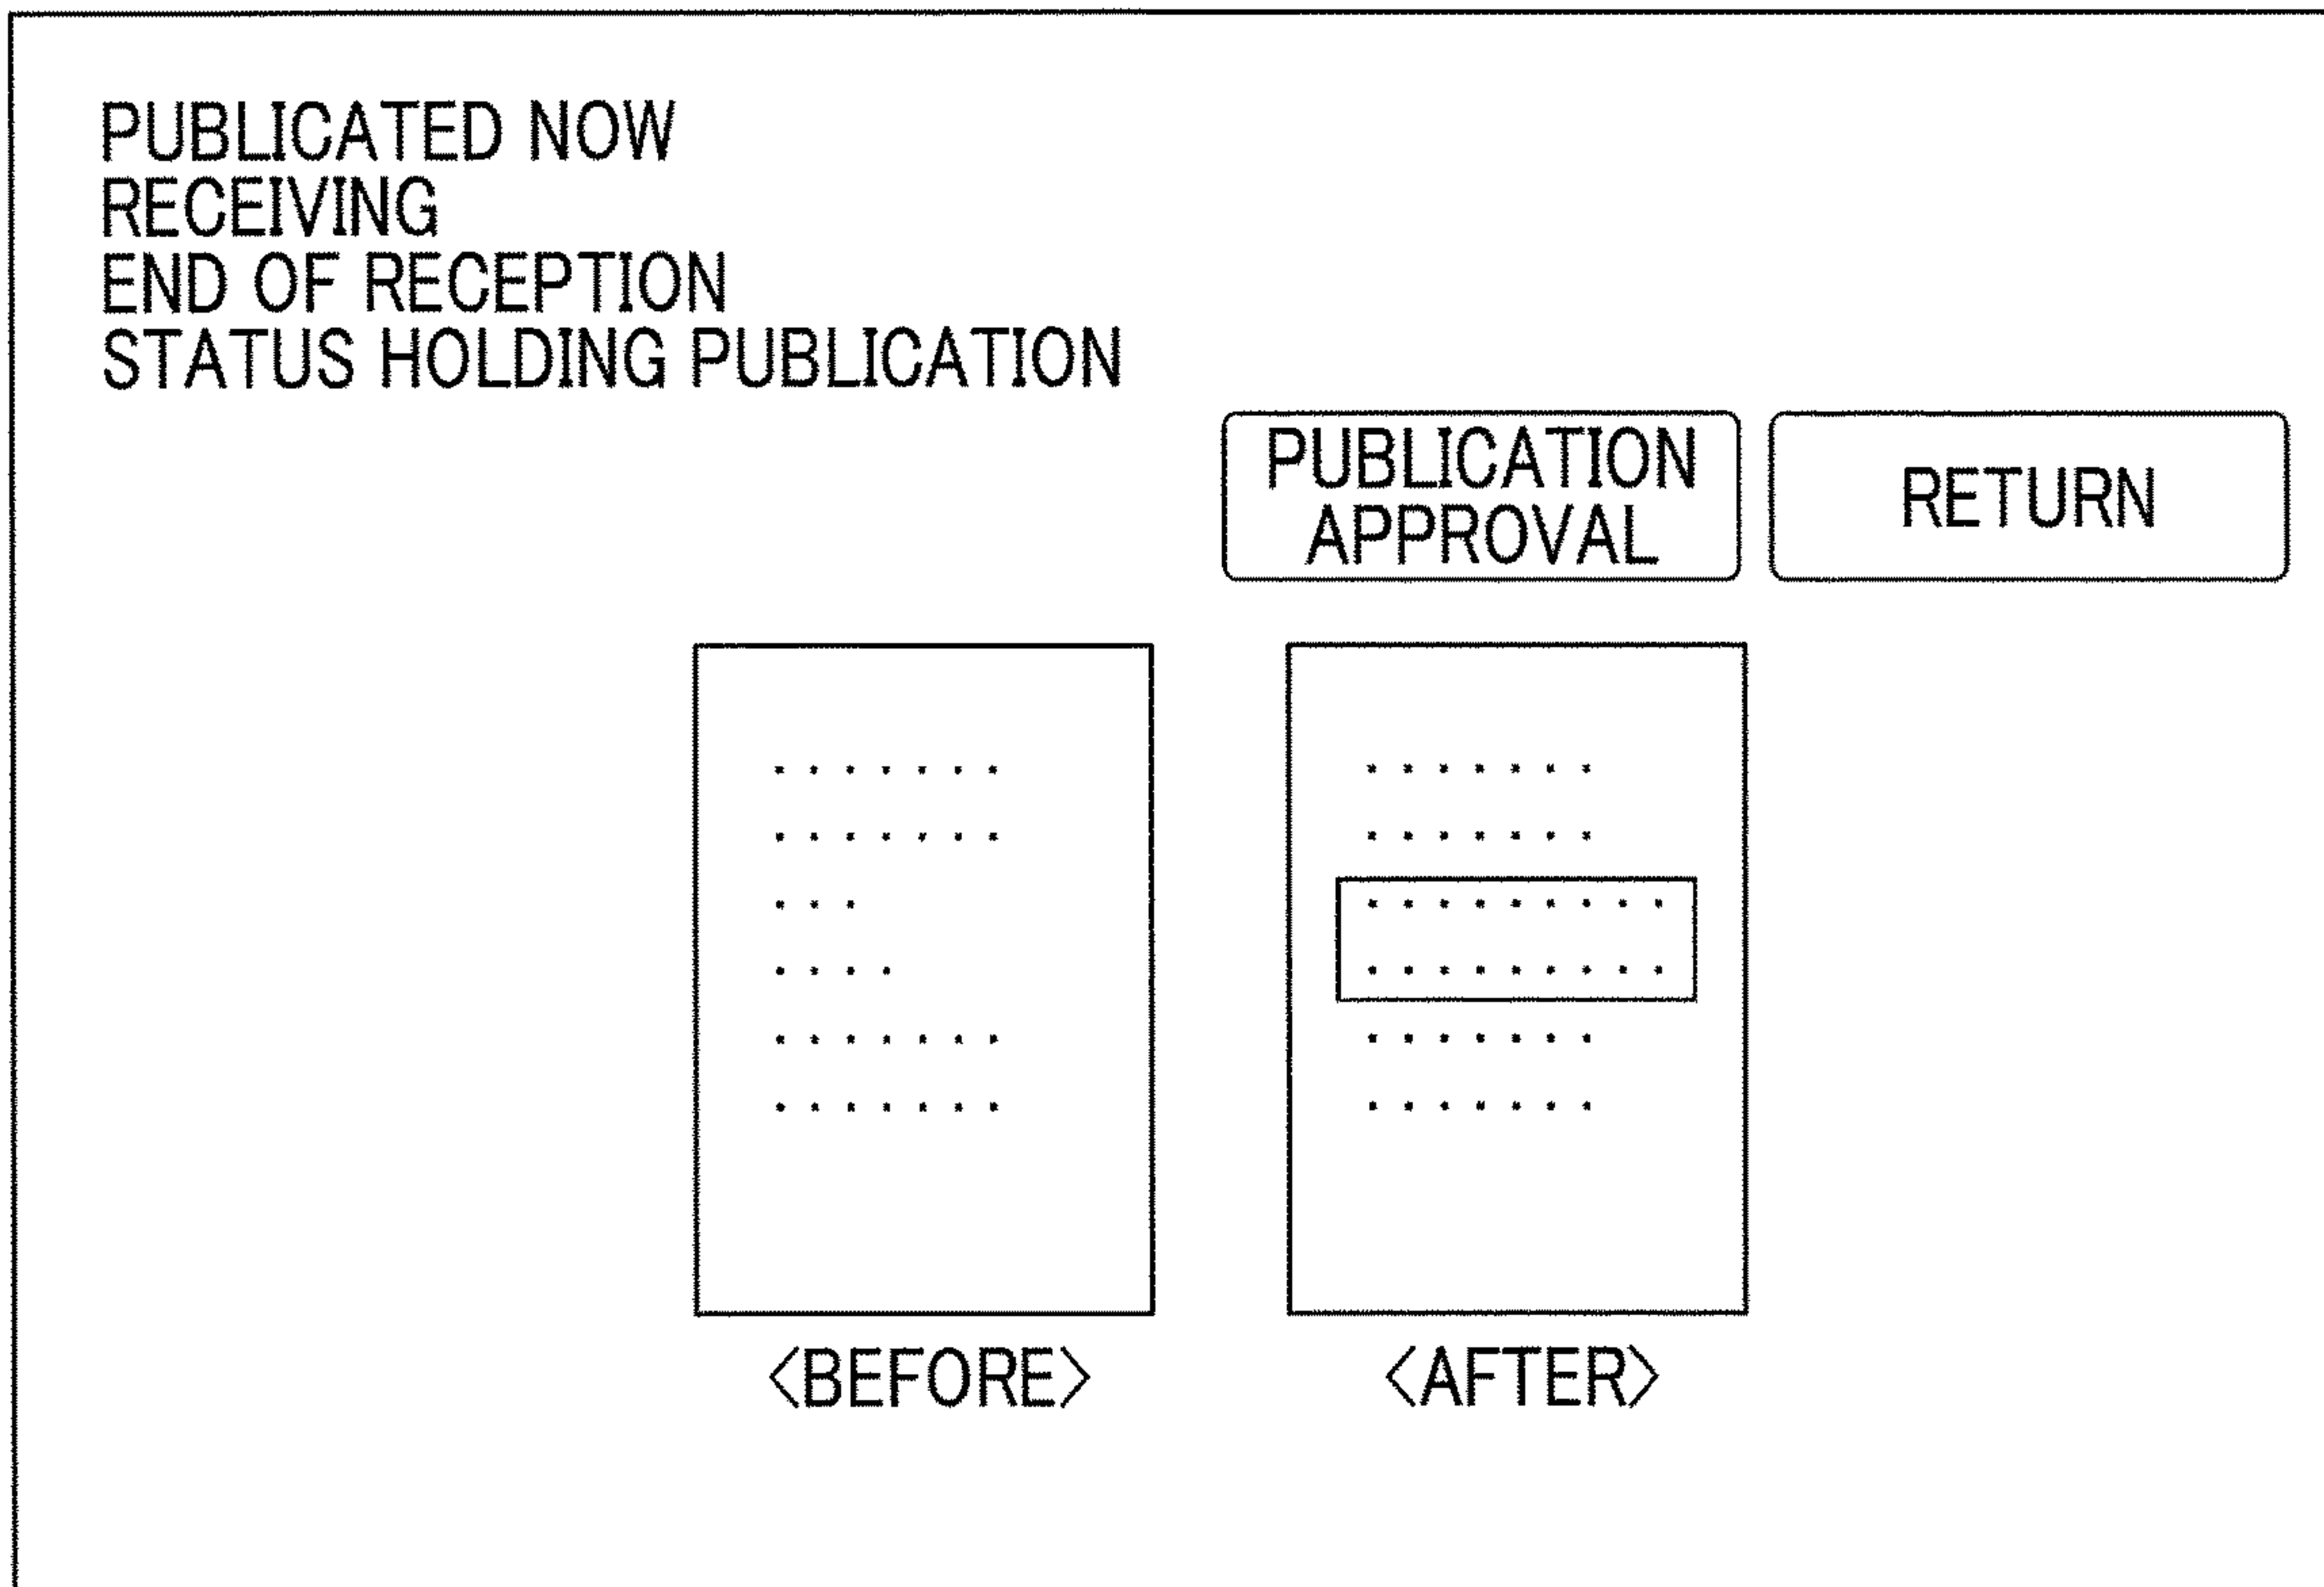 PUBLICATED NOW
RECEIVING
END OF RECEPTION
STATUS HOLDING PUBLICATION
PUBLICATION
APPROVAL
RETURN
· · · · · · ·
· · · · · · ·
· · ·
· · · ·
· · · · · · ·
· · · · · · ·
<BEFORE>
· · · · · · ·
· · · · · · ·
· · · · · · · · ·
· · · · · · · · ·
· · · · · · ·
· · · · · · ·
<AFTER>